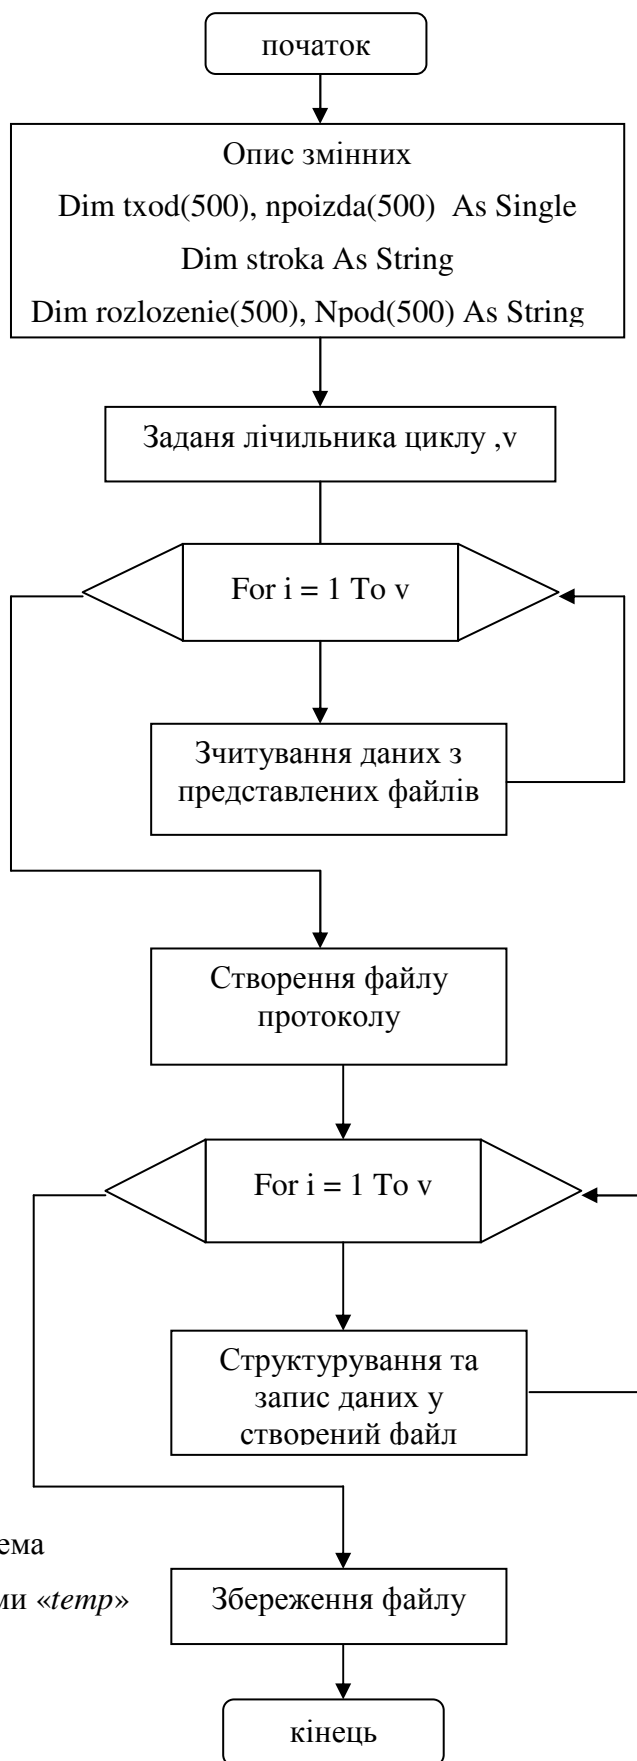 початок
Опис змінних
Dim txod(500), npoizda(500) As Single
Dim stroka As String
Dim rozlozenie(500), Npod(500) As String
Заданя лічильника циклу ,v
For i = 1 To v
Зчитування даних з
представлених файлів
Створення файлу
протоколу
For i = 1 To v
Структурування та
запис даних у
створений файл
ема
ми «temp»
Збереження файлу
кінець